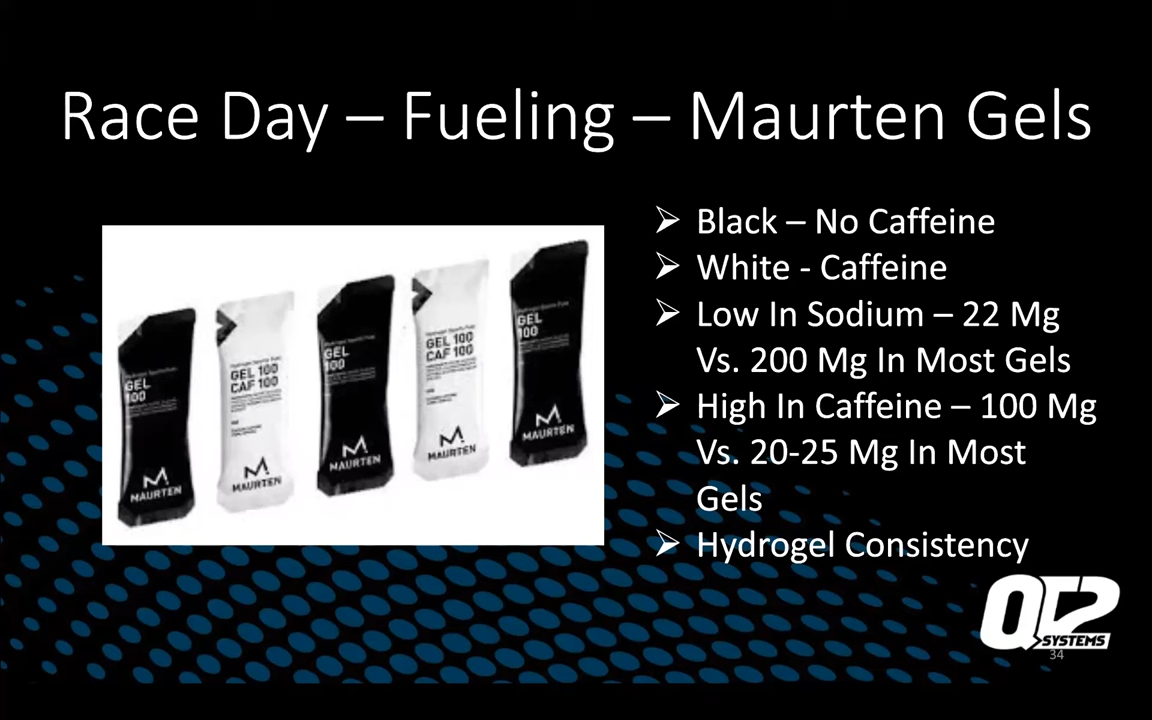 Race Day – Fueling – Maurten Gels
➢ Black – No Caffeine
➢ White - Caffeine
➢ Low In Sodium – 22 Mg
Vs. 200 Mg In Most Gels
➢ High In Caffeine – 100 Mg
Vs. 20-25 Mg In Most
Gels
➢ Hydrogel Consistency
GEL
100
MAURTEN
GEL 100
CAF 100
MAURTEN
GEL
100
MAURTEN
GEL 100
CAF 100
MAURTEN
GEL
100
MAURTEN
QT2
SYSTEMS
34